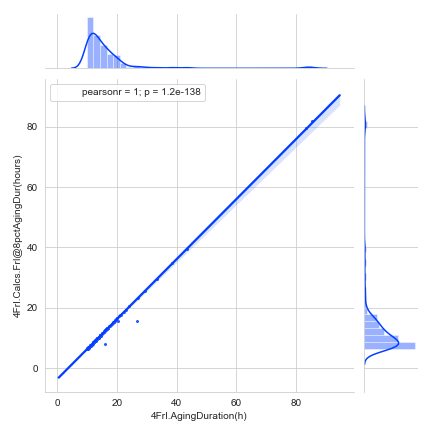 pearsonr = 1; p = 1.2e-138
80
60
40
20
0
4Frl.Calcs.Frl@8pctAgingDur(hours)
0 20 40 60 80
4Frl.AgingDuration(h)